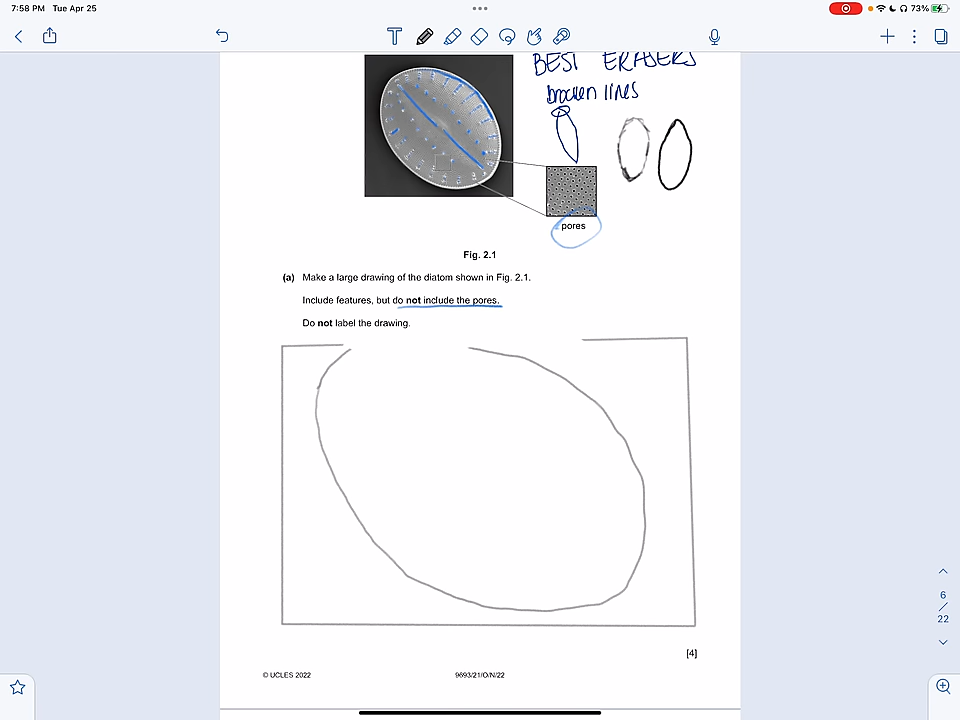 7:58 PM Tue Apr 25
73%
BEST ERASERS
broken lines
pores
Fig. 2.1
(a) Make a large drawing of the diatom shown in Fig. 2.1.
Include features, but do not include the pores.
Do not label the drawing.
[4]
© UCLES 2022
9693/21/O/N/22
6
/
22